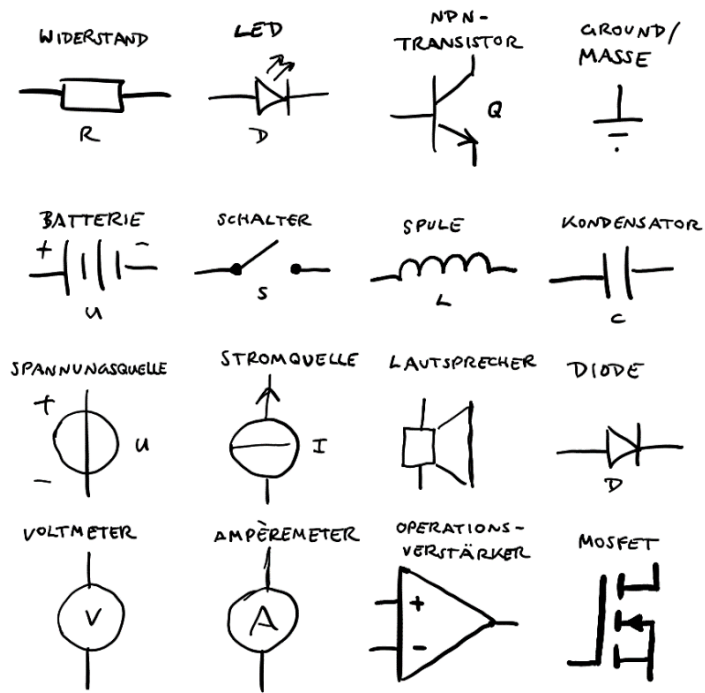 WIDERSTAND
R
LED
D
NPN-
TRANSISTOR
Q
GROUND/
MASSE
BATTERIE
+ -
U
SCHALTER
S
SPULE
L
KONDENSATOR
C
SPANNUNGSQUELLE
+
U
-
STROMQUELLE
I
LAUTSPRECHER
DIODE
D
VOLTMETER
V
AMPÈREMETER
A
OPERATIONS-
VERSTÄRKER
+
-
MOSFET